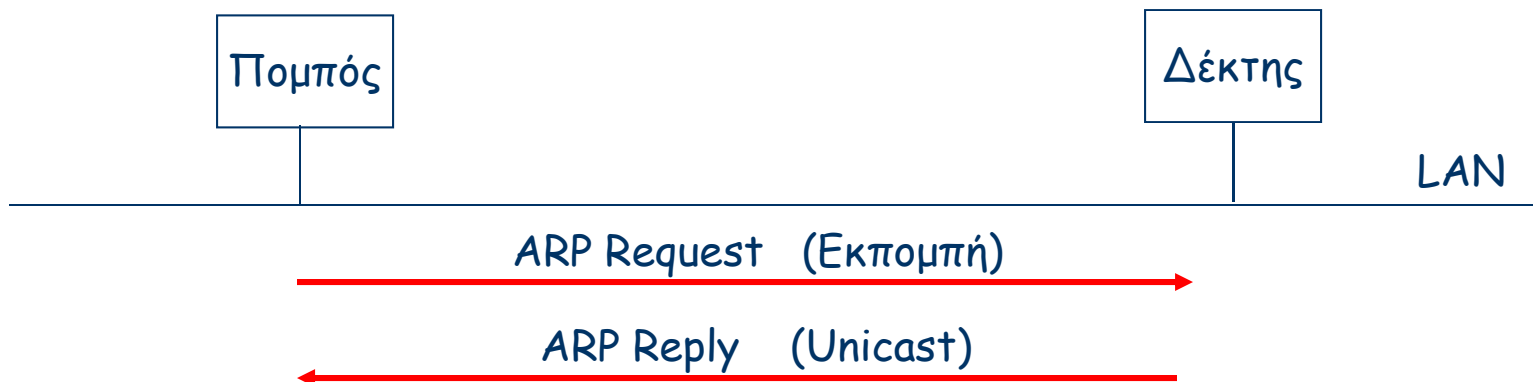 Πομπός
Δέκτης
LAN
ARP Request (Εκπομπή)
ARP Reply (Unicast)